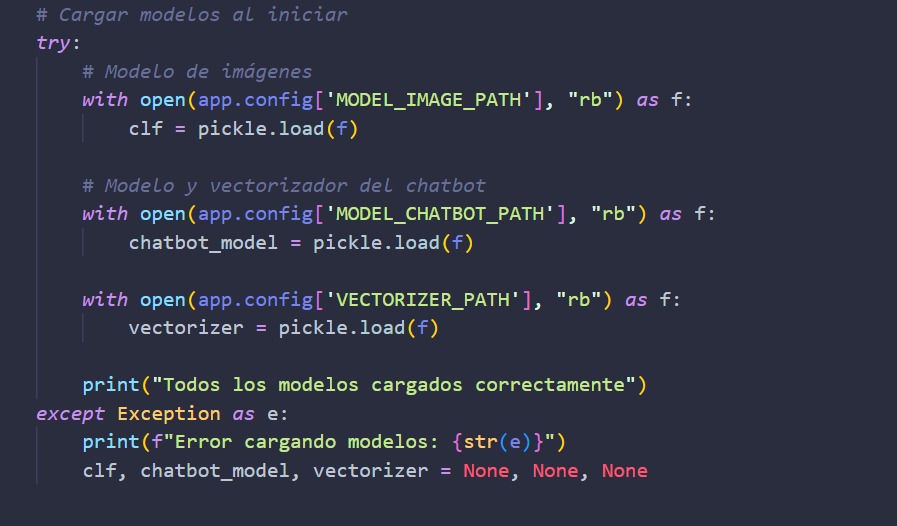 # Cargar modelos al iniciar
try:
    # Modelo de imágenes
    with open(app.config['MODEL_IMAGE_PATH'], "rb") as f:
        clf = pickle.load(f)

    # Modelo y vectorizador del chatbot
    with open(app.config['MODEL_CHATBOT_PATH'], "rb") as f:
        chatbot_model = pickle.load(f)

    with open(app.config['VECTORIZER_PATH'], "rb") as f:
        vectorizer = pickle.load(f)

    print("Todos los modelos cargados correctamente")
except Exception as e:
    print(f"Error cargando modelos: {str(e)}")
    clf, chatbot_model, vectorizer = None, None, None